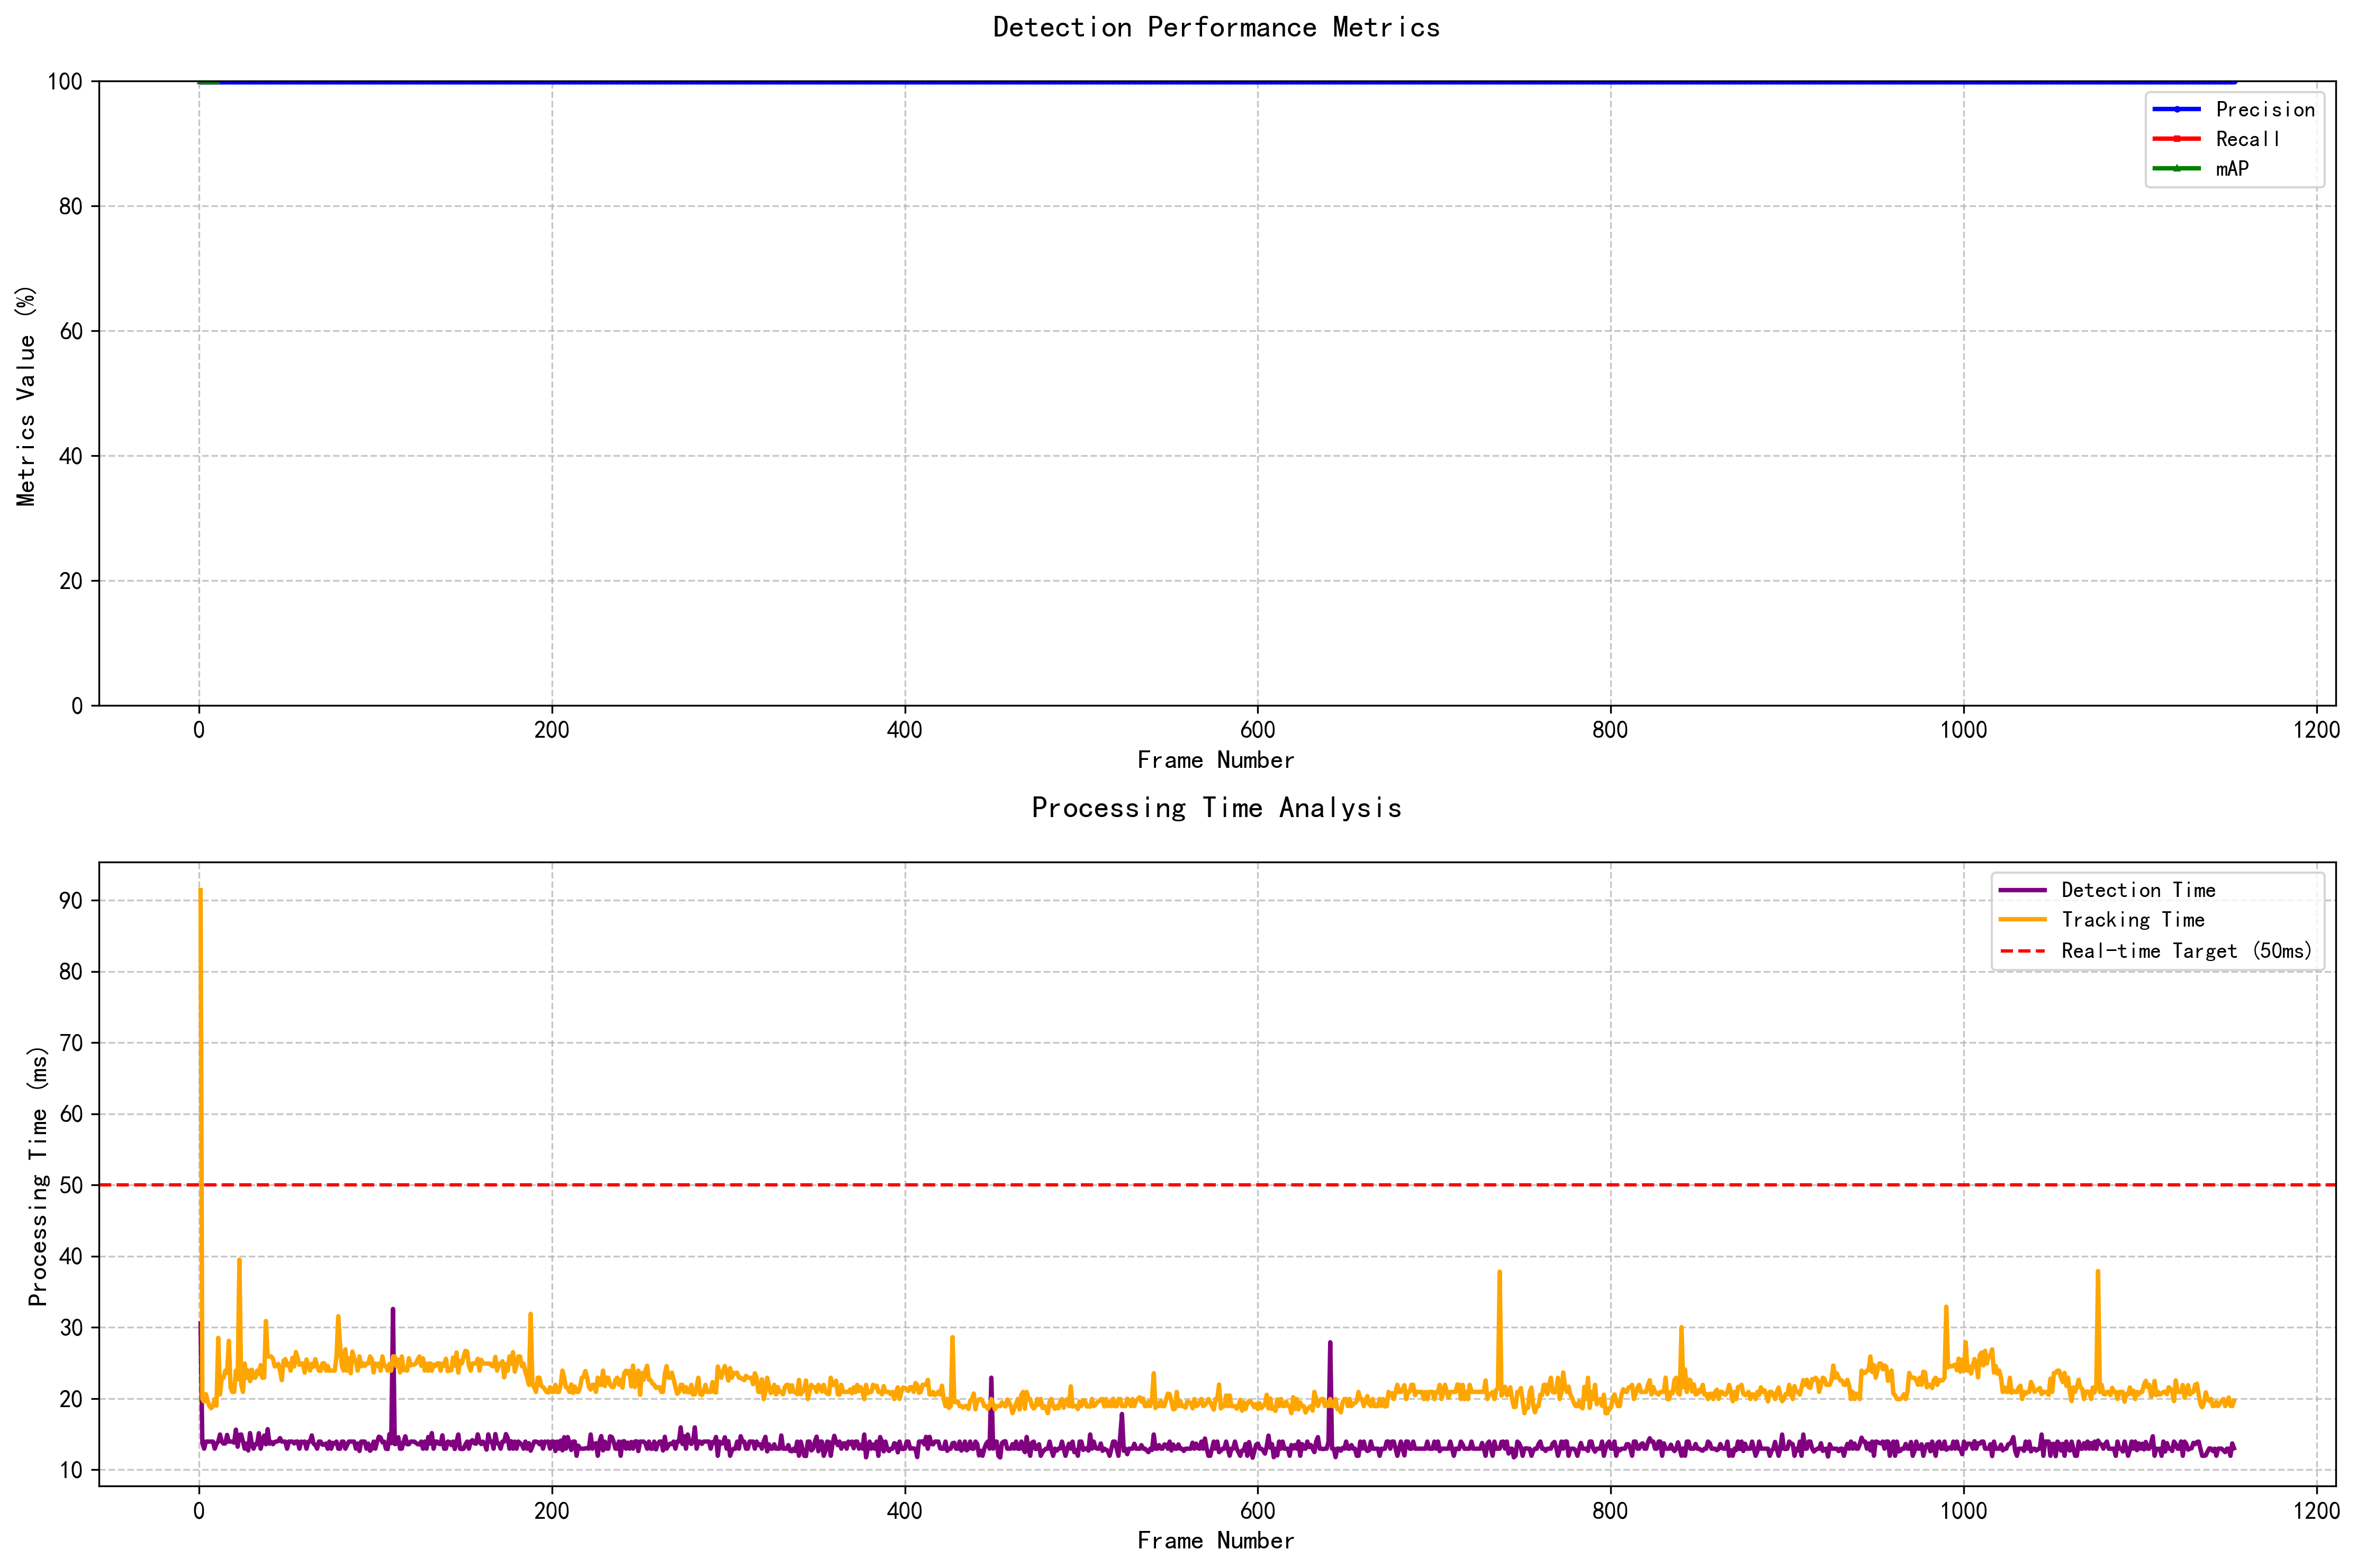 Detection Performance Metrics
Metrics Value (%)
100
80
60
40
20
0
Precision
Recall
mAP
0 200 400 600 800 1000 1200
Frame Number
Processing Time Analysis
Processing Time (ms)
90
80
70
60
50
40
30
20
10
Detection Time
Tracking Time
Real-time Target (50ms)
0 200 400 600 800 1000 1200
Frame Number